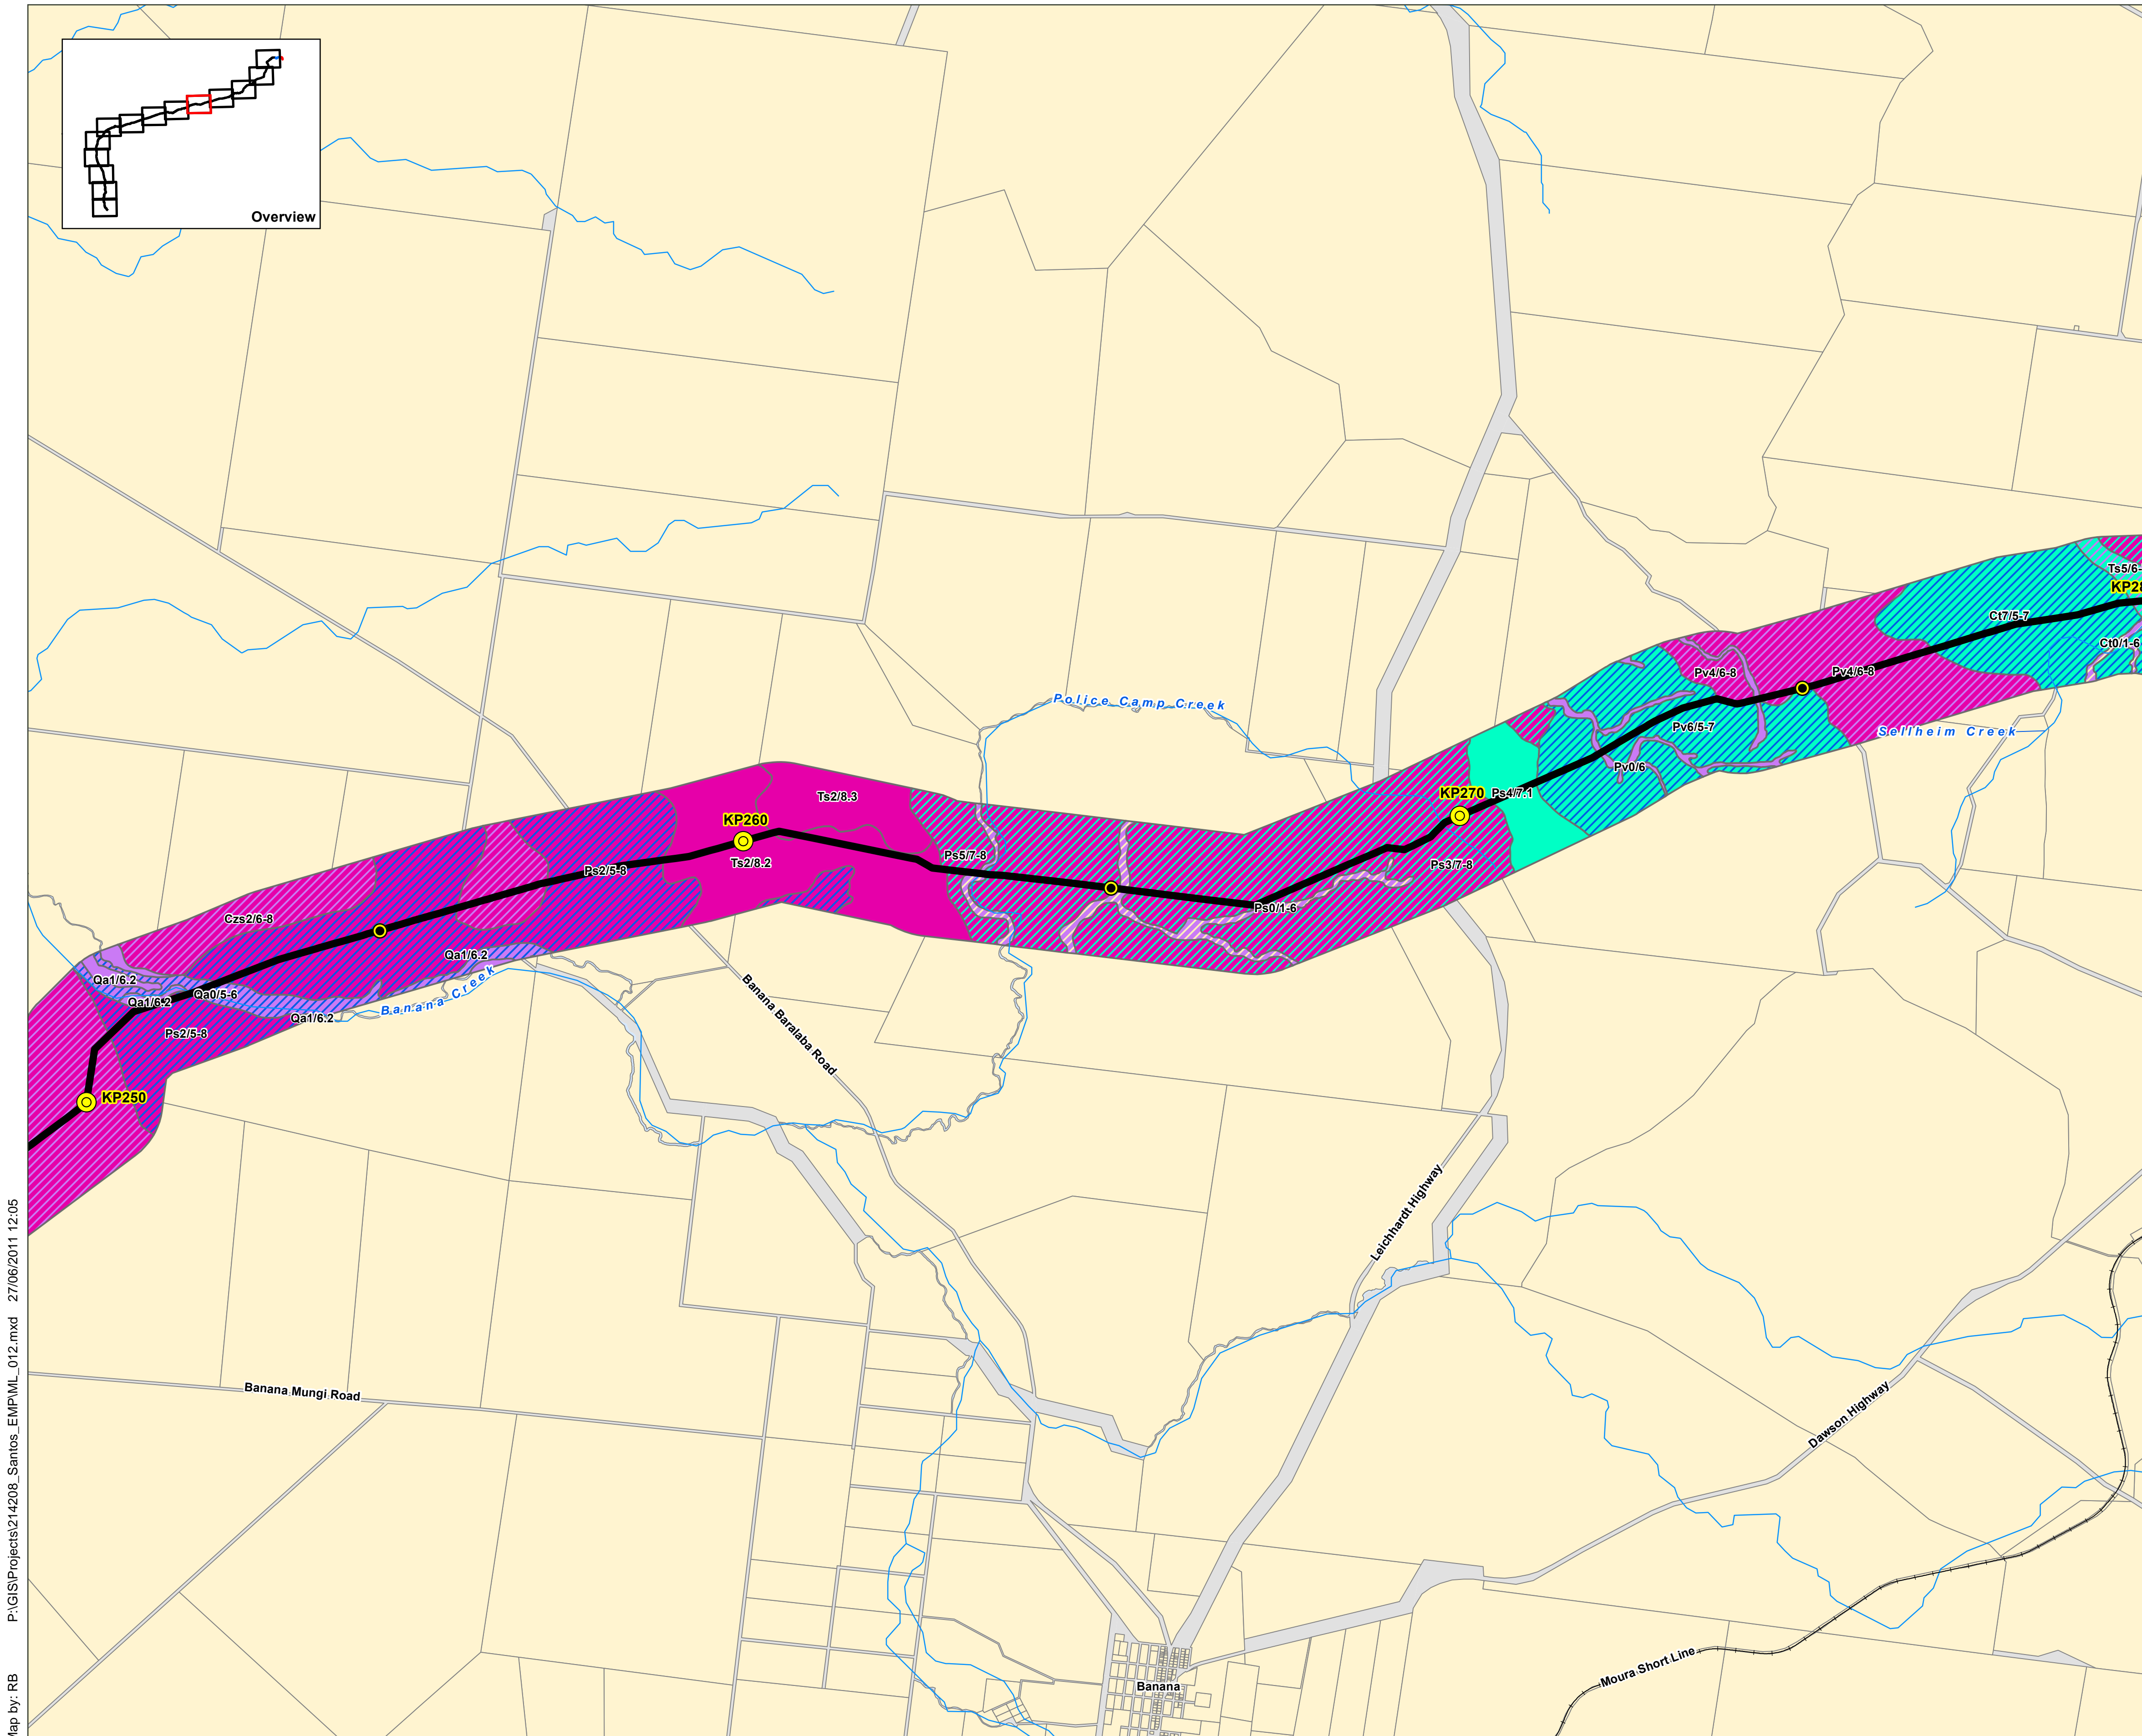 Overview
Police Camp Creek
Ts5/6-
KP28
Ct7/5-7
Ct0/1-6
Pv4/6-8
Pv4/6-8
Pv6/5-7
Sellheim Creek
Pv0/6
KP270
Ps4/7.1
Ts2/8.3
KP260
Ts2/8.2
Ps5/7-8
Ps3/7-8
Ps2/5-8
Ps0/1-6
Czs2/6-8
Qa1/6.2
Qa1/6.2
Qa0/5-6
Qa1/6.2
Banana Creek
Qa1/6.2
Ps2/5-8
Banana Baralaba Road
KP250
Leichhardt Highway
Banana Mungi Road
Dawson Highway
Moura Short Line
Banana
Map by: RB P:\GIS\Projects\214208_Santos_EMP\ML_012.mxd 27/06/2011 12:05